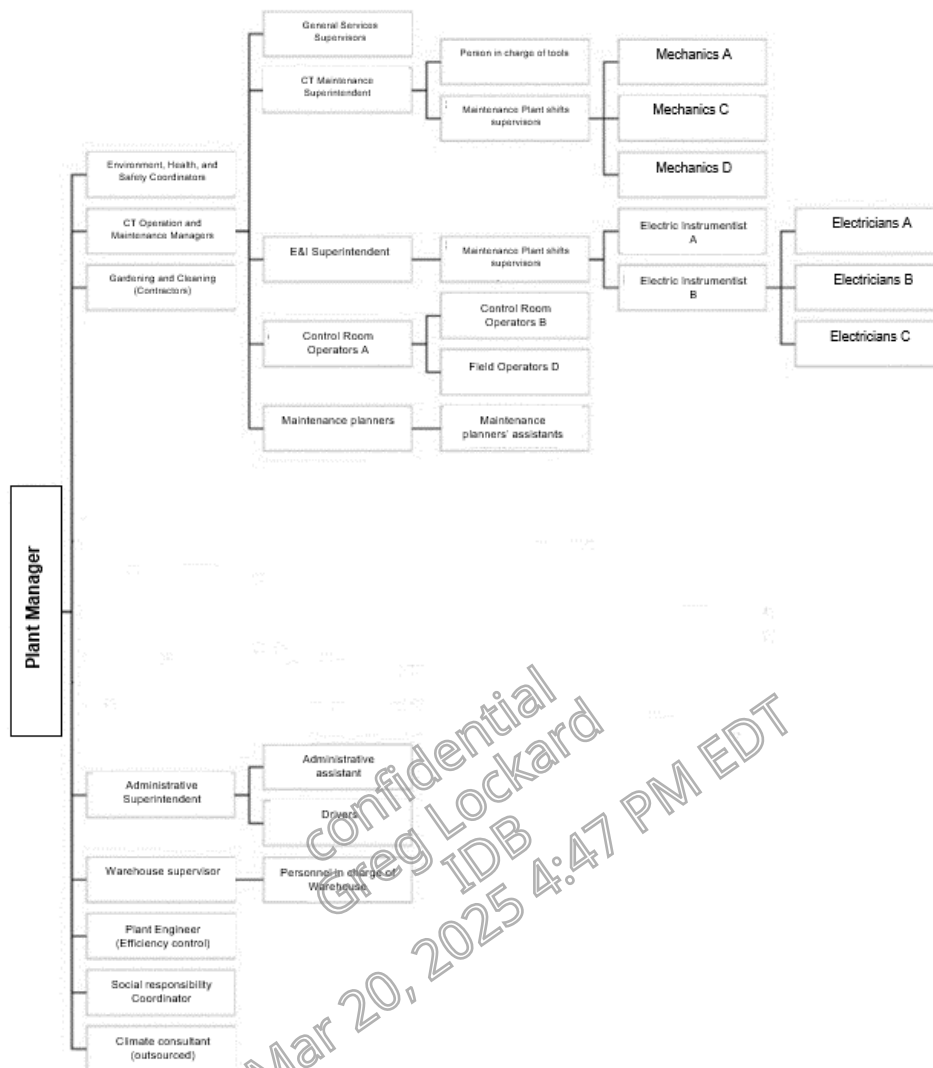 General Services
Supervisors
Person in charge of tools
Mechanics A
CT Maintenance
Superintendent
Maintenance Plant shifts
supervisors
Mechanics C
Mechanics D
Environment, Health, and
Safety Coordinators
CT Operation and
Maintenance Managers
Gardening and Cleaning
(Contractors)
E&I Superintendent
Maintenance Plant shifts
supervisors
Electric Instrumentist
A
Electric Instrumentist
B
Electricians A
Electricians B
Electricians C
Control Room
Operators A
Control Room
Operators B
Field Operators D
Maintenance planners
Maintenance
planners' assistants
Plant Manager
Administrative
Superintendent
Administrative
assistant
Drivers
Warehouse supervisor
Personnel in charge of
Warehouse
Plant Engineer
(Efficiency control)
Social responsibility
Coordinator
Climate consultant
(outsourced)
confidential
Greg Lockard
IDB
Mar 20, 2025 4:47 PM EDT